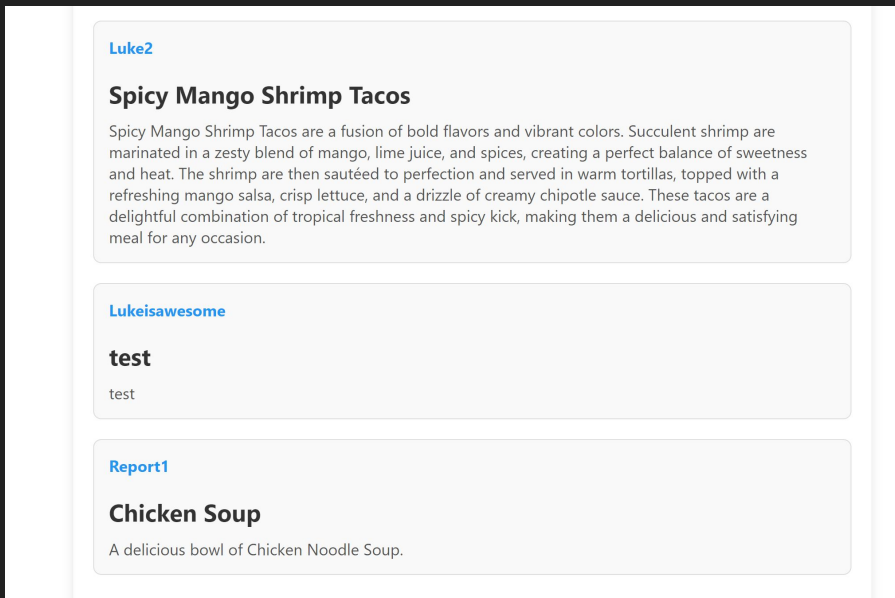 Luke2
Spicy Mango Shrimp Tacos
Spicy Mango Shrimp Tacos are a fusion of bold flavors and vibrant colors. Succulent shrimp are
marinated in a zesty blend of mango, lime juice, and spices, creating a perfect balance of sweetness
and heat. The shrimp are then sautéed to perfection and served in warm tortillas, topped with a
refreshing mango salsa, crisp lettuce, and a drizzle of creamy chipotle sauce. These tacos are a
delightful combination of tropical freshness and spicy kick, making them a delicious and satisfying
meal for any occasion.
Lukeisawesome
test
test
Report1
Chicken Soup
A delicious bowl of Chicken Noodle Soup.